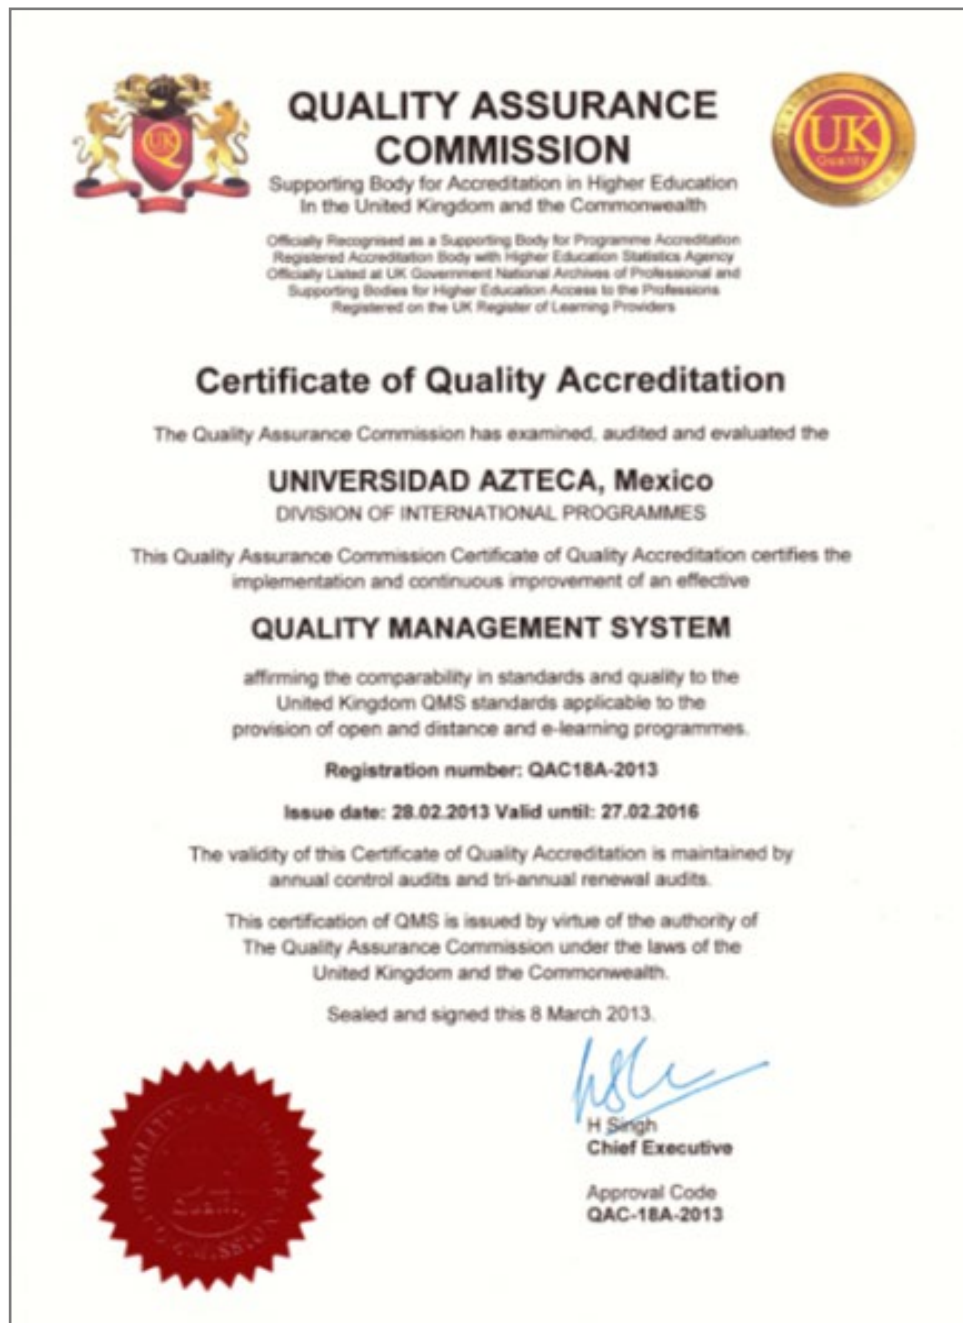 QUALITY ASSURANCE
COMMISSION
Supporting Body for Accreditation in Higher Education
In the United Kingdom and the Commonwealth
Officially Recognised as a Supporting Body for Programme Accreditation
Registered Accreditation Body with Higher Education Statistics Agency
Officially Listed at UK Government National Archives of Professional and
Supporting Bodies for Higher Education Access to the Professions
Registered on the UK Register of Learning Providers
UK
Q
UK
Quality
Certificate of Quality Accreditation
The Quality Assurance Commission has examined, audited and evaluated the
UNIVERSIDAD AZTECA, Mexico
DIVISION OF INTERNATIONAL PROGRAMMES
This Quality Assurance Commission Certificate of Quality Accreditation certifies the
implementation and continuous improvement of an effective
QUALITY MANAGEMENT SYSTEM
affirming the comparability in standards and quality to the
United Kingdom QMS standards applicable to the
provision of open and distance and e-learning programmes.
Registration number: QAC18A-2013
Issue date: 28.02.2013 Valid until: 27.02.2016
The validity of this Certificate of Quality Accreditation is maintained by
annual control audits and tri-annual renewal audits.
This certification of QMS is issued by virtue of the authority of
The Quality Assurance Commission under the laws of the
United Kingdom and the Commonwealth.
Sealed and signed this 8 March 2013.
H Singh
Chief Executive
Approval Code
QAC-18A-2013
QUALITY